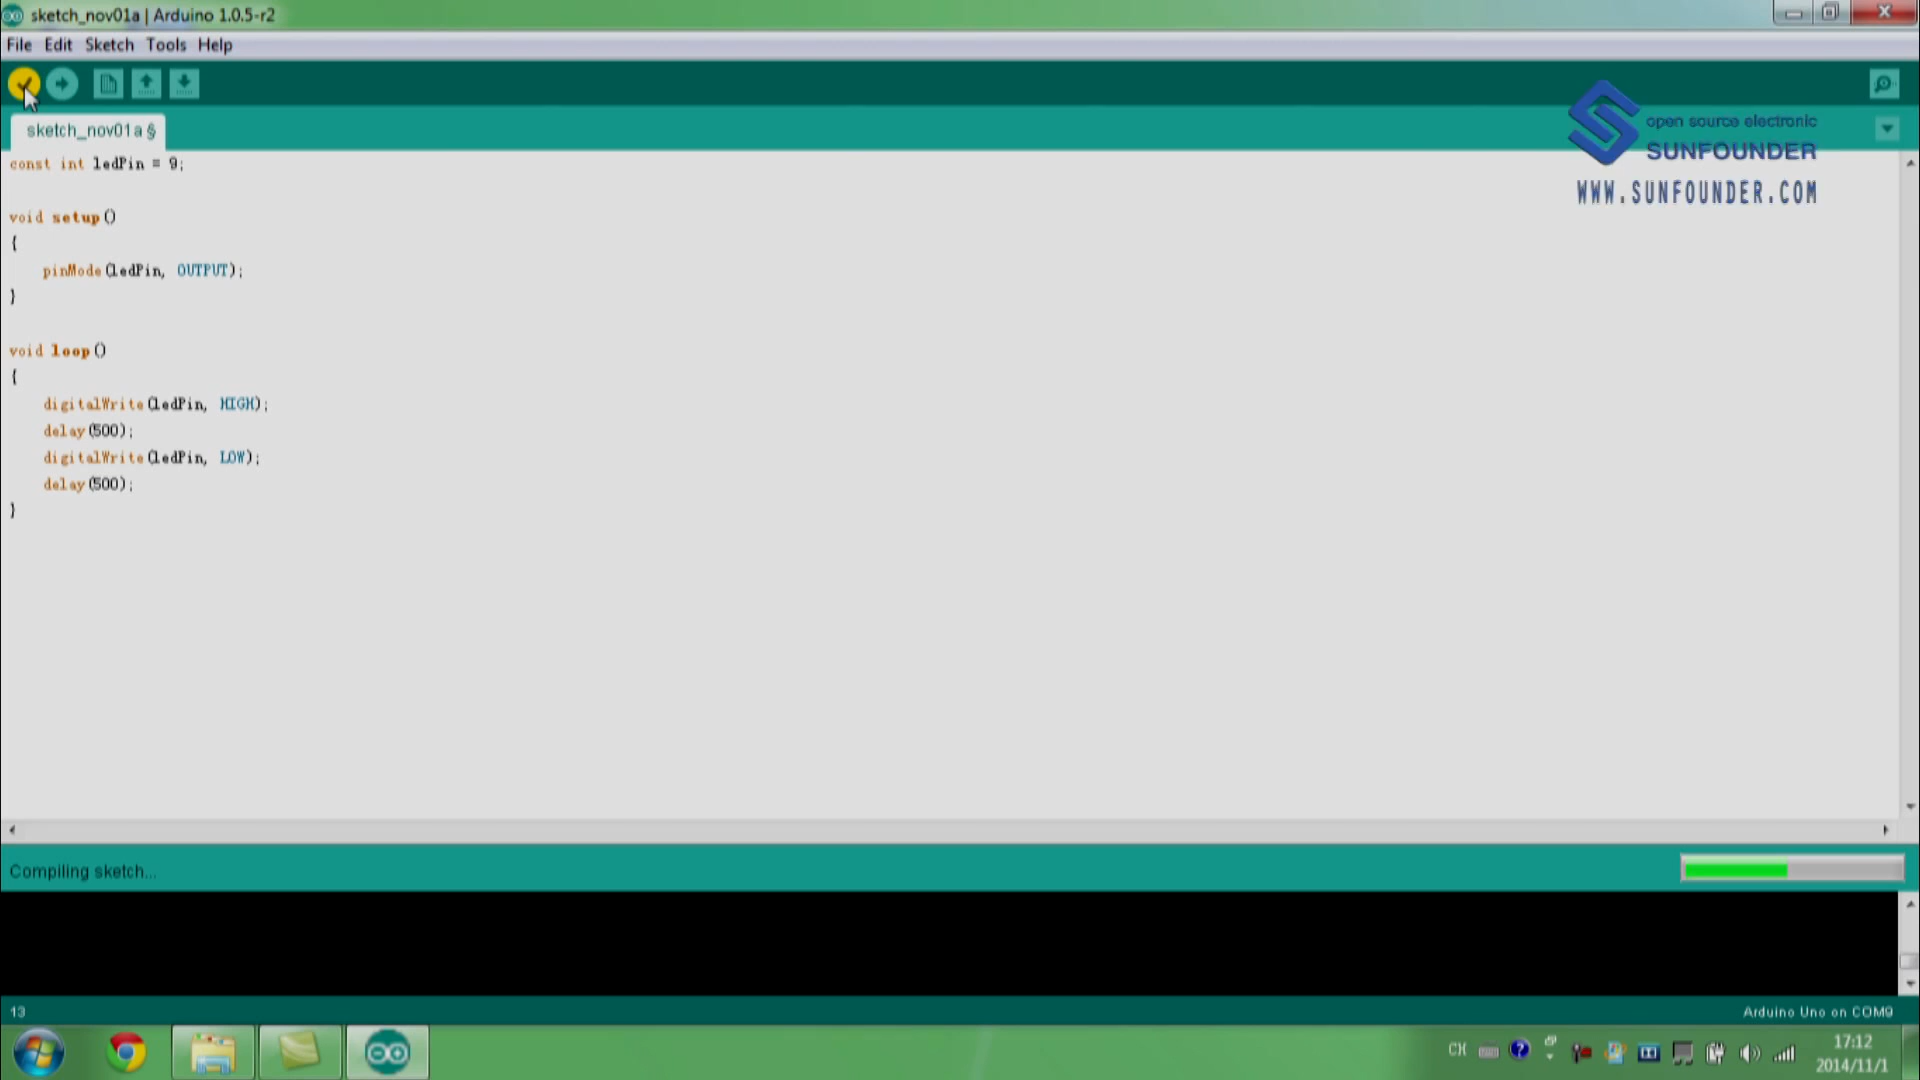 sketch_nov01a | Arduino 1.0.5-r2
File Edit Sketch Tools Help
sketch_nov01a §
open source electronic
SUNFOUNDER
WWW.SUNFOUNDER.COM
const int ledPin = 9;
void setup()
{
pinMode(ledPin, OUTPUT);
}
void loop()
{
digitalWrite(ledPin, HIGH);
delay(500);
digitalWrite(ledPin, LOW);
delay(500);
}
Compiling sketch...
13
Arduino Uno on COM9
CH
17:12
2014/11/1